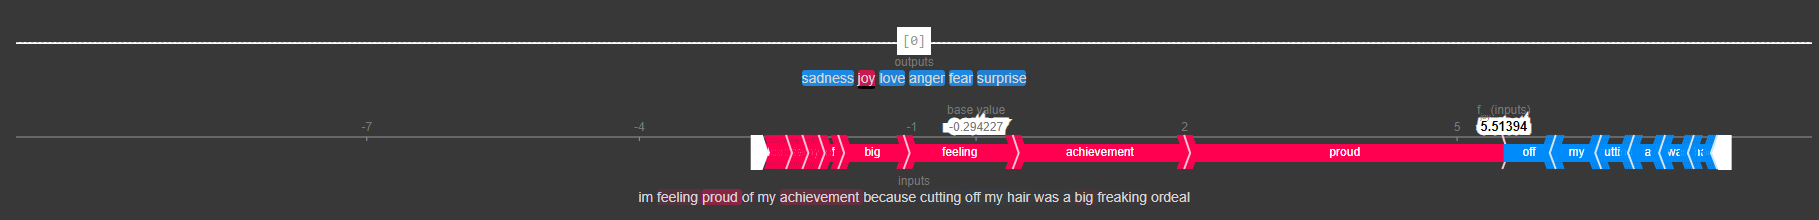 [0]
outputs
sadness joy love anger fear surprise
base value
f (inputs)
-7 -4 -1 2 5
-0.294227 5.51394
f big feeling achievement proud off my utti a wa
inputs
im feeling proud of my achievement because cutting off my hair was a big freaking ordeal